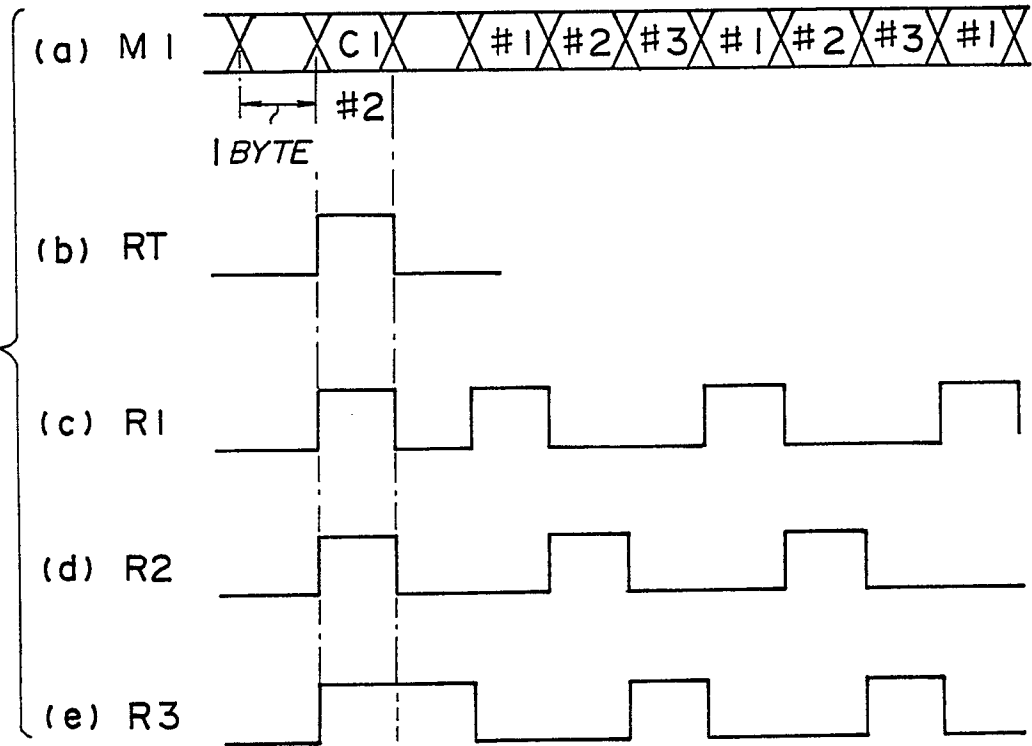 (a) M1 C1 #1 #2 #3 #1 #2 #3 #1
#2
1 BYTE
(b) RT
(c) R1
(d) R2
(e) R3